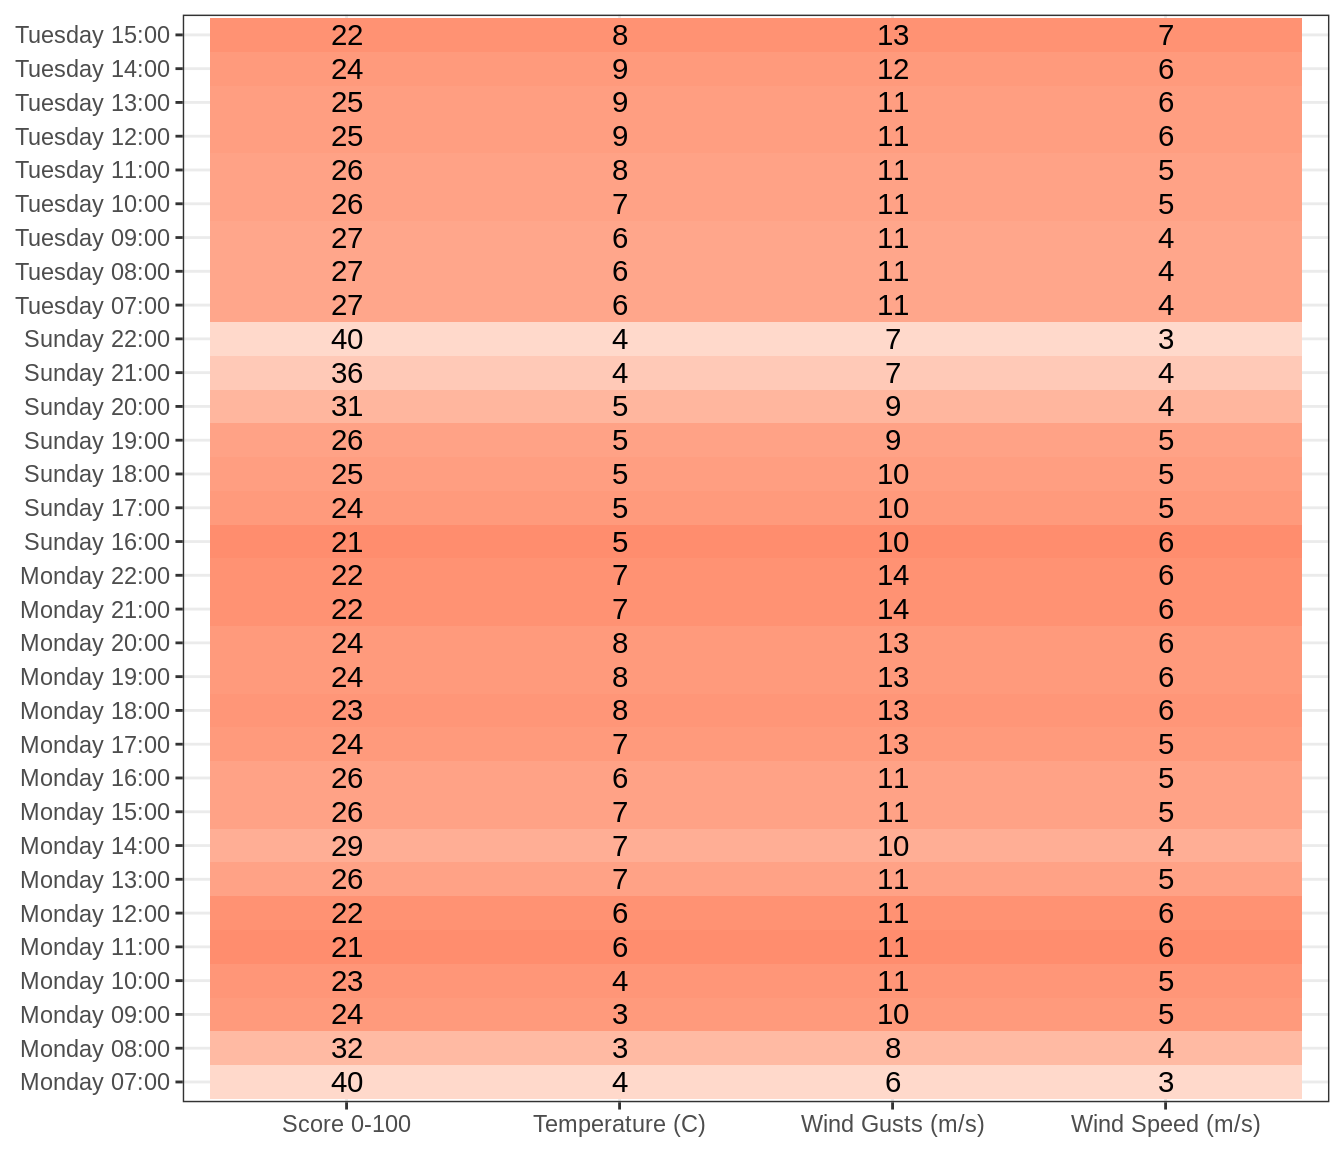 Tuesday 15:00 22 8 13 7
Tuesday 14:00 24 9 12 6
Tuesday 13:00 25 9 11 6
Tuesday 12:00 25 9 11 6
Tuesday 11:00 26 8 11 5
Tuesday 10:00 26 7 11 5
Tuesday 09:00 27 6 11 4
Tuesday 08:00 27 6 11 4
Tuesday 07:00 27 6 11 4
Sunday 22:00 40 4 7 3
Sunday 21:00 36 4 7 4
Sunday 20:00 31 5 9 4
Sunday 19:00 26 5 9 5
Sunday 18:00 25 5 10 5
Sunday 17:00 24 5 10 5
Sunday 16:00 21 5 10 6
Monday 22:00 22 7 14 6
Monday 21:00 22 7 14 6
Monday 20:00 24 8 13 6
Monday 19:00 24 8 13 6
Monday 18:00 23 8 13 6
Monday 17:00 24 7 13 5
Monday 16:00 26 6 11 5
Monday 15:00 26 7 11 5
Monday 14:00 29 7 10 4
Monday 13:00 26 7 11 5
Monday 12:00 22 6 11 6
Monday 11:00 21 6 11 6
Monday 10:00 23 4 11 5
Monday 09:00 24 3 10 5
Monday 08:00 32 3 8 4
Monday 07:00 40 4 6 3
Score 0-100 Temperature (C) Wind Gusts (m/s) Wind Speed (m/s)